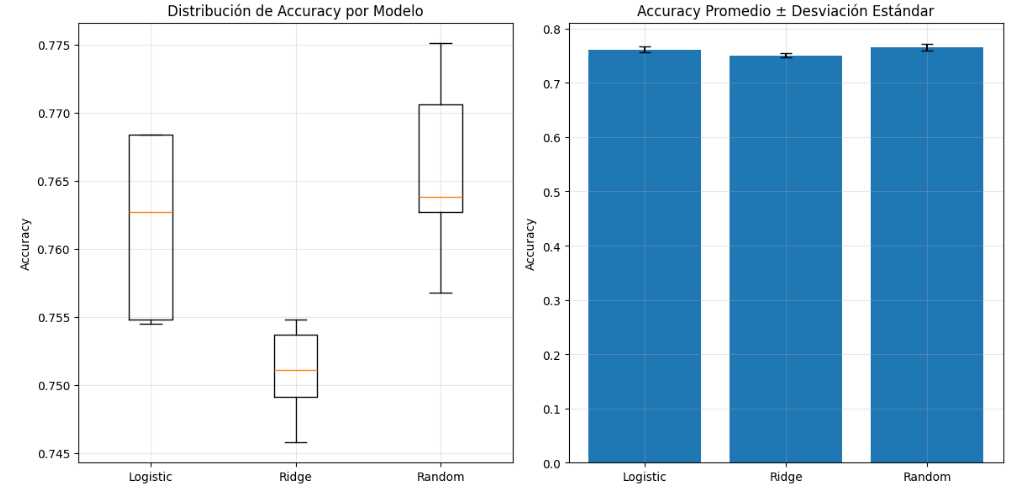 Distribución de Accuracy por Modelo
Accuracy
0.775
0.770
0.765
0.760
0.755
0.750
0.745
Logistic Ridge Random
Accuracy Promedio ± Desviación Estándar
Accuracy
0.8
0.7
0.6
0.5
0.4
0.3
0.2
0.1
0.0
Logistic Ridge Random